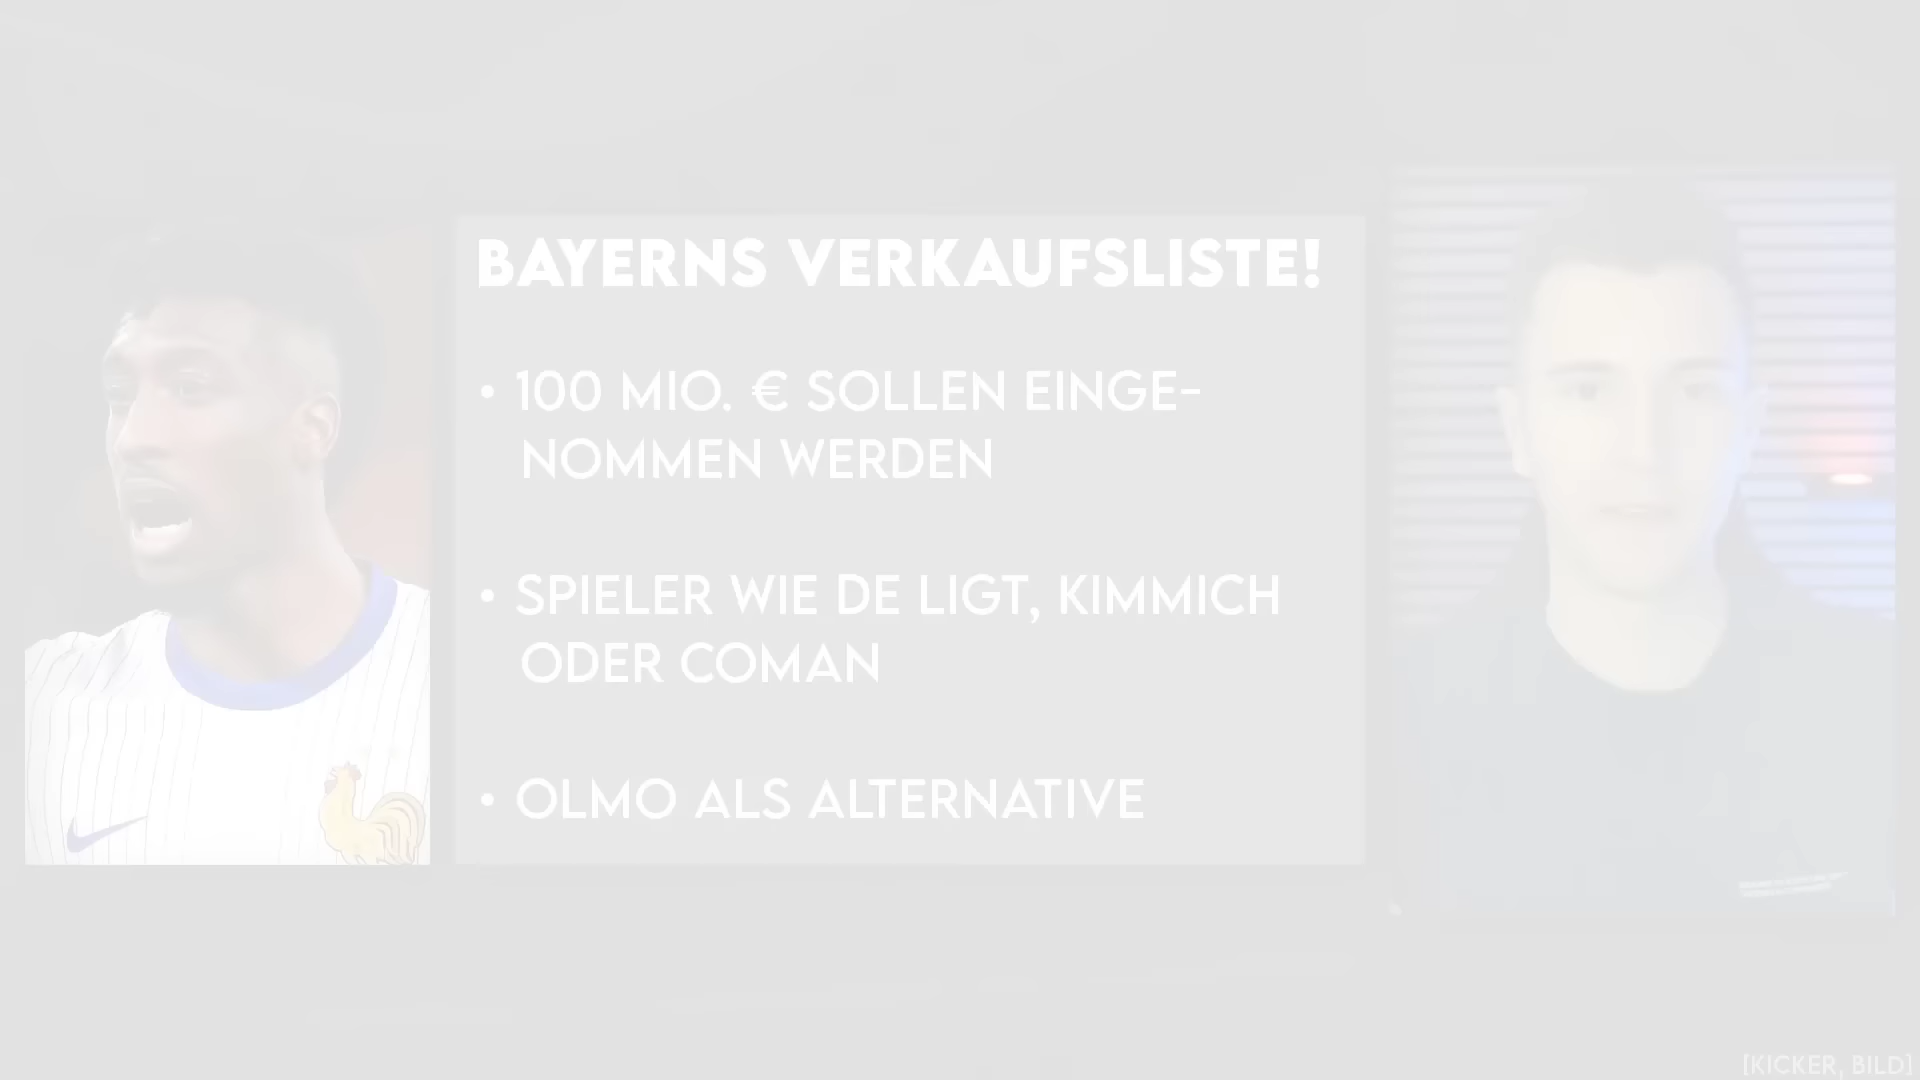 BAYERNS VERKAUFSLISTE!
• 100 MIO. € SOLLEN EINGE-
NOMMEN WERDEN
• SPIELER WIE DE LIGT, KIMMICH
ODER COMAN
• OLMO ALS ALTERNATIVE
[KICKER, BILD]